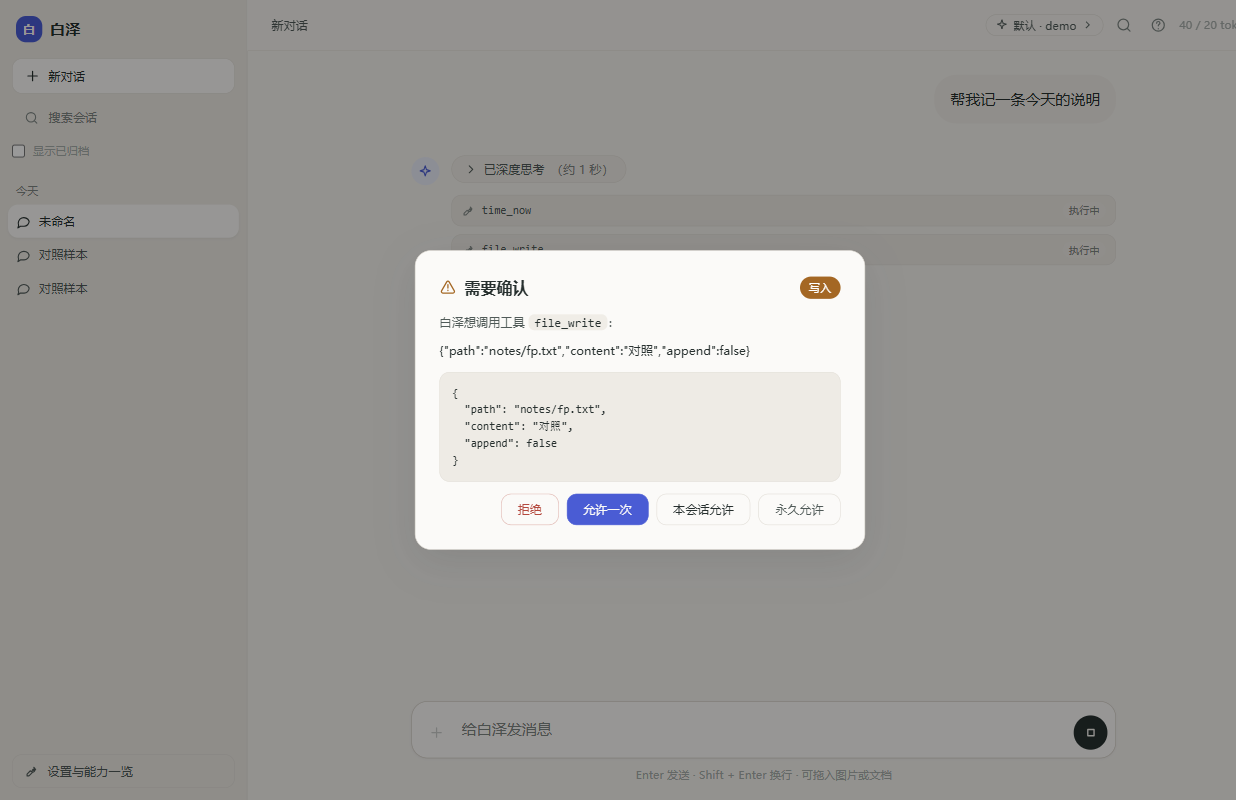 白 白泽
新对话
搜索会话
显示已归档
今天
未命名
对照样本
对照样本
设置与能力一览
新对话
默认 · demo
40 / 20 tok
帮我记一条今天的说明
已深度思考 (约 1 秒)
time_now 执行中
file_write 执行中
需要确认 写入
白泽想调用工具 file_write :
{"path":"notes/fp.txt","content":"对照","append":false}
{
"path": "notes/fp.txt",
"content": "对照",
"append": false
}
拒绝 允许一次 本会话允许 永久允许
给白泽发消息
Enter 发送 · Shift + Enter 换行 · 可拖入图片或文档